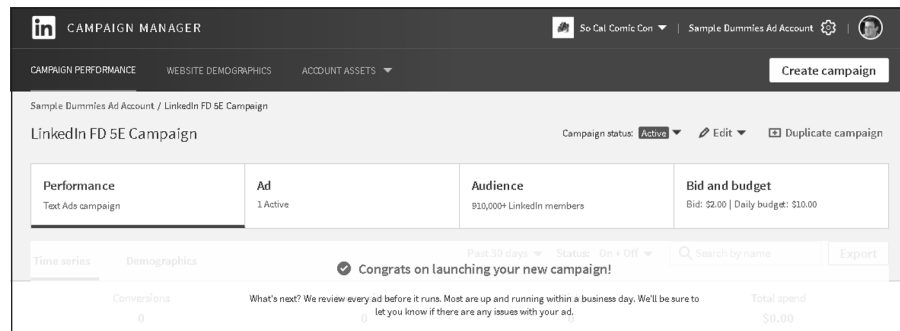 in CAMPAIGN MANAGER
So Cal Comic Con | Sample Dummies Ad Account |
CAMPAIGN PERFORMANCE WEBSITE DEMOGRAPHICS ACCOUNT ASSETS Create campaign
Sample Dummies Ad Account / LinkedIn FD 5E Campaign
LinkedIn FD 5E Campaign Campaign status: Active Edit Duplicate campaign
Performance Ad Audience Bid and budget
Text Ads campaign 1 Active 910,000+ LinkedIn members Bid: $2.00 | Daily budget: $10.00
Time series Demographics Past 30 days Status: On + Off Search by name Export
Congrats on launching your new campaign!
Conversions Total spend
What's next? We review every ad before it runs. Most are up and running within a business day. We'll be sure to
let you know if there are any issues with your ad.
0 0 $0.00